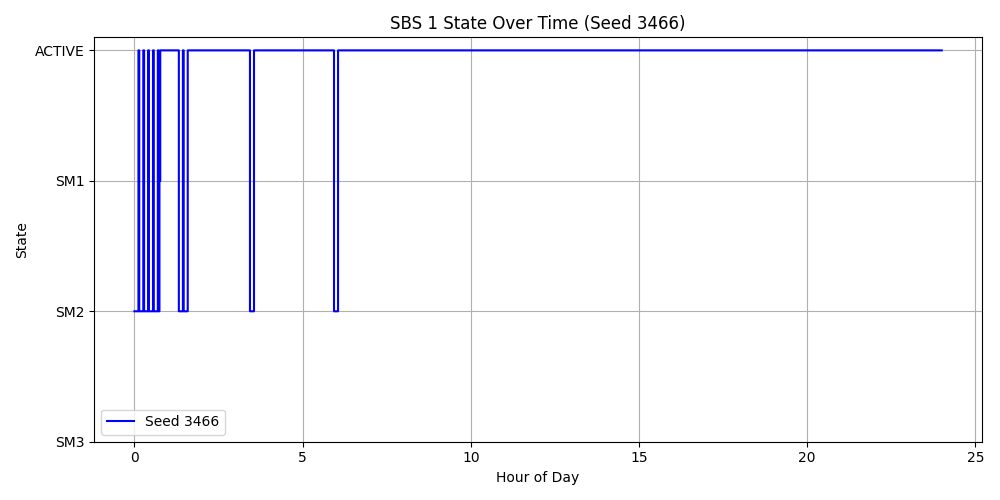 SBS 1 State Over Time (Seed 3466)
ACTIVE
SM1
SM2
SM3
State
Seed 3466
0 5 10 15 20 25
Hour of Day